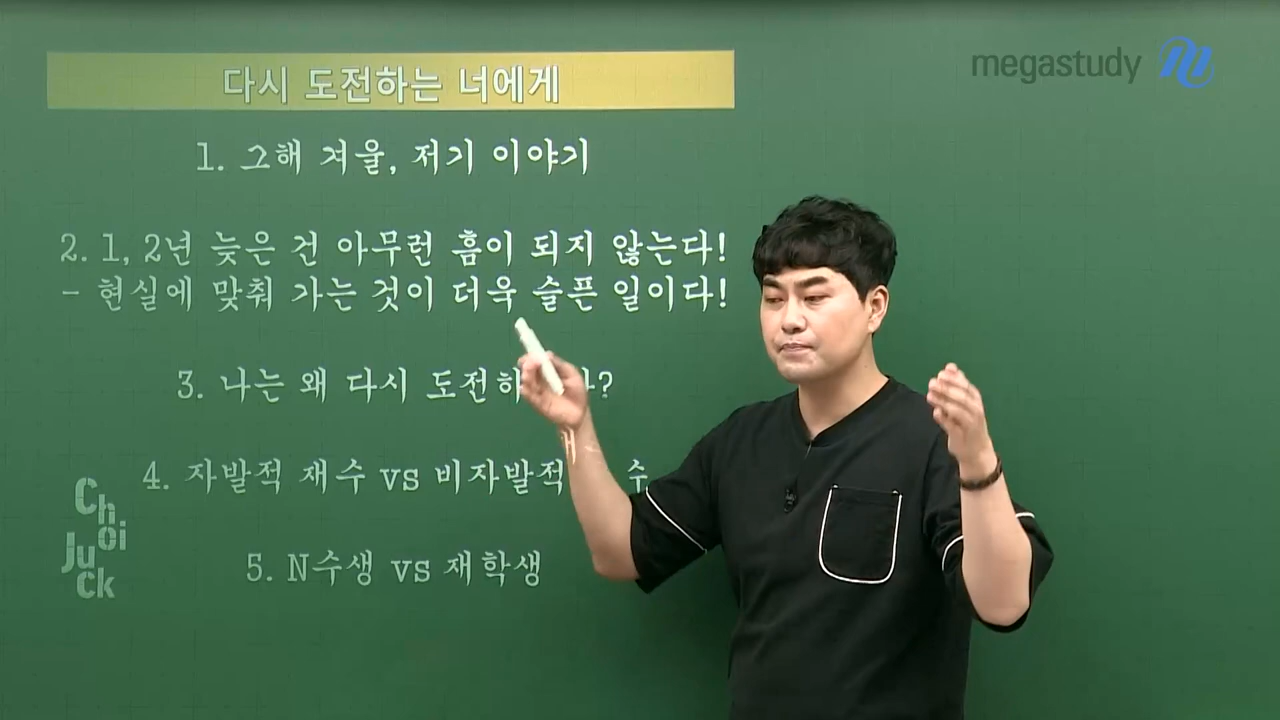 다시 도전하는 너에게
megastudy
1. 그해 겨울, 저기 이야기
2. 1, 2년 늦은 건 아무런 흠이 되지 않는다!
- 현실에 맞춰 가는 것이 더욱 슬픈 일이다!
3. 나는 왜 다시 도전하 가?
4. 자발적 재수 vs 비자발적 수
5. N수생 vs 재학생
Choi
Juck